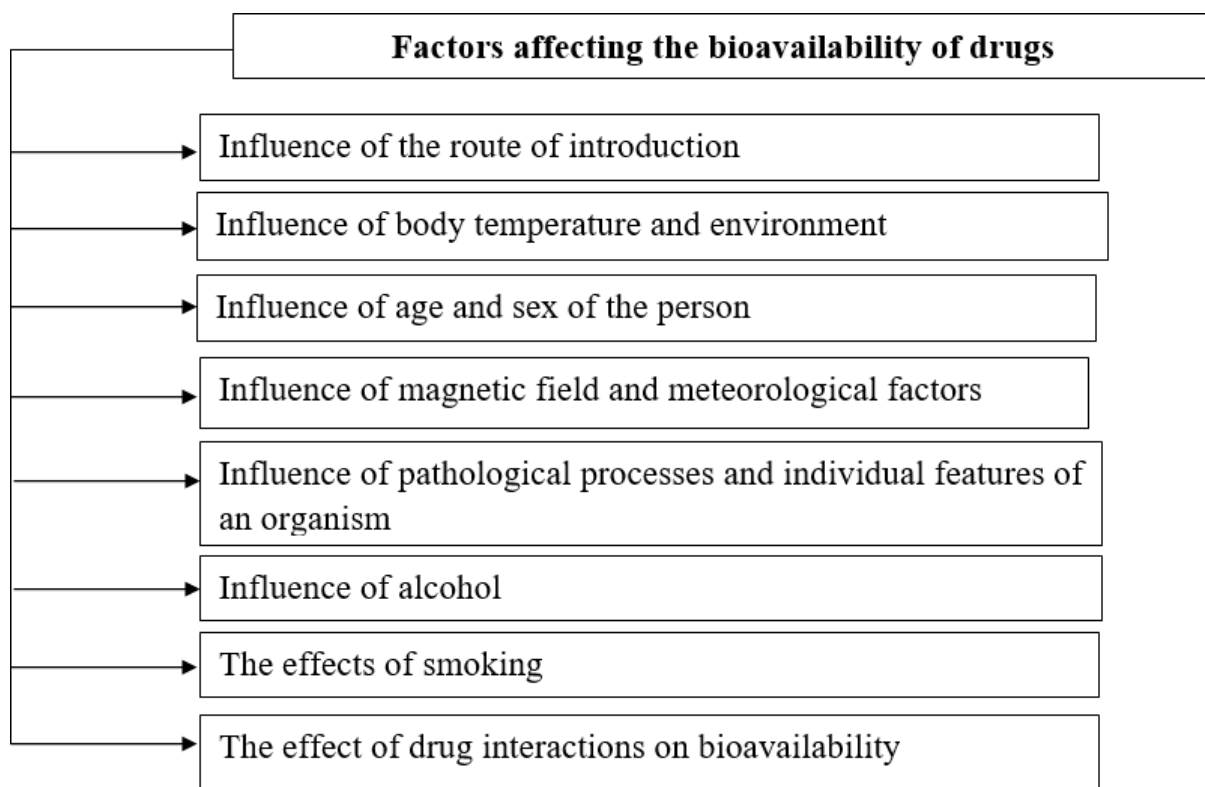 Factors affecting the bioavailability of drugs
Influence of the route of introduction
Influence of body temperature and environment
Influence of age and sex of the person
Influence of magnetic field and meteorological factors
Influence of pathological processes and individual features of
an organism
Influence of alcohol
The effects of smoking
The effect of drug interactions on bioavailability